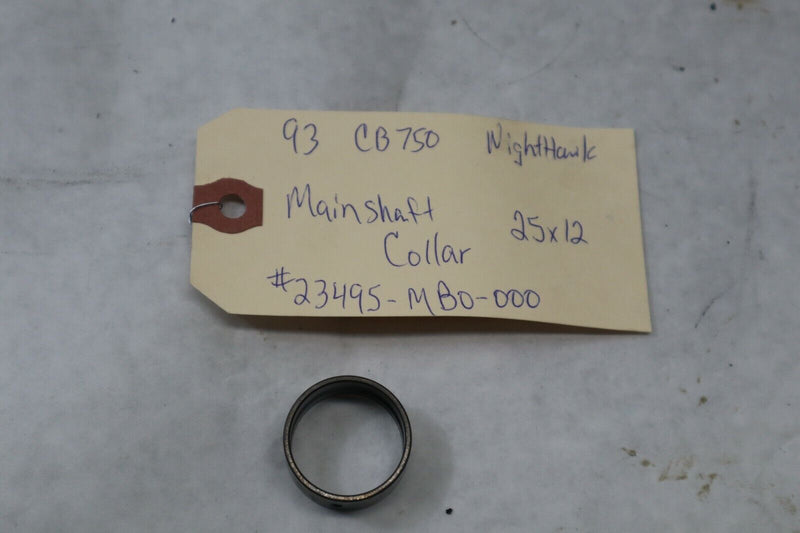 93 CB750 NightHawk
Mainshaft 25x12
Collar
#23495-MB0-000